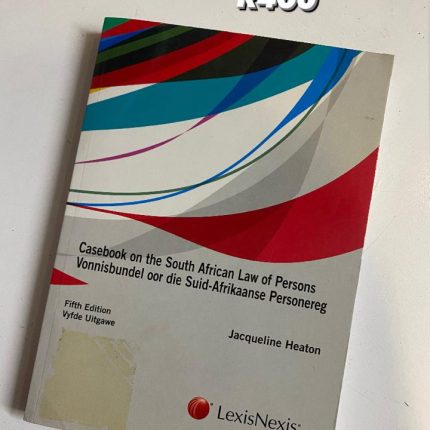 Casebook on the South African Law of Persons
Vonnisbundel oor die Suid-Afrikaanse Personereg
Fifth Edition
Vyfde Uitgawe
Jacqueline Heaton
LexisNexis®